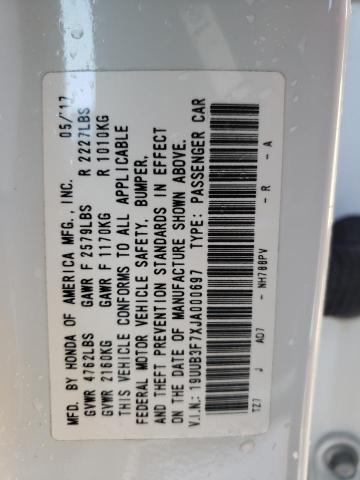 MFD. BY HONDA OF AMERICA MFG., INC. 05/'17
GVWR 4762LBS GAWR F 2579LBS R 2227LBS
GVWR 2160KG GAWR F 1170KG R 1010KG
THIS VEHICLE CONFORMS TO ALL APPLICABLE
FEDERAL MOTOR VEHICLE SAFETY, BUMPER,
AND THEFT PREVENTION STANDARDS IN EFFECT
ON THE DATE OF MANUFACTURE SHOWN ABOVE.
V.I.N.: 19UUB3F7XJA000697 TYPE: PASSENGER CAR
TZ7 J AD7 - NH788PV - R - A